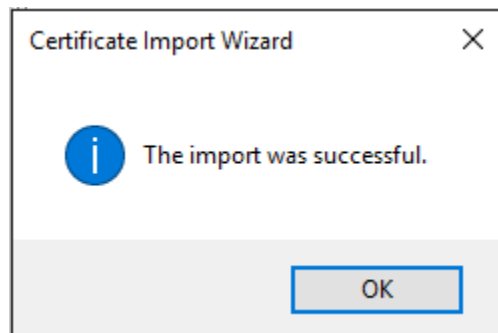 Certificate Import Wizard
The import was successful.
OK